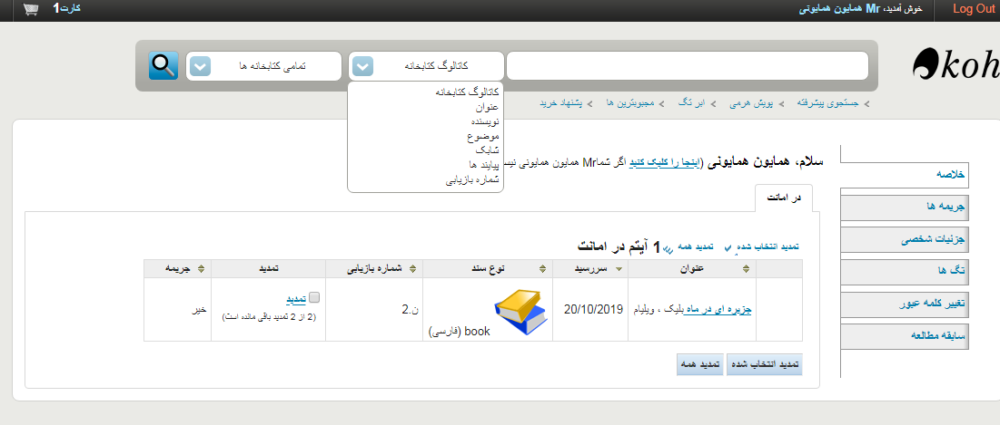 Log Out
خوش آمدید، Mr همایون همایونی
کارت1
koh
کاتالوگ کتابخانه
تمامی کتابخانه ها
کاتالوگ کتابخانه
عنوان
نویسنده
موضوع
شابک
پیایند ها
شماره بازیابی
جستجوی پیشرفته
پویش هرمی
ابر تگ
محبوبترین ها
پشنهاد خرید
سلام، همایون همایونی (اینجا را کلیک کنید اگر شماMr همایون همایونی نیس
خلاصه
جریمه ها
جزئیات شخصی
تگ ها
تغییر کلمه عبور
سابقه مطالعه
در امانت
1 آیتم در امانت تمدید همه تمدید انتخاب شده
عنوان سررسید نوع سند شماره بازیابی تمدید جریمه
جزیره ای در ماه بلیک ، ویلیام 20/10/2019 book (فارسی) ن.2 تمدید خیر
(2 از 2 تمدید باقی مانده است)
تمدید انتخاب شده تمدید همه